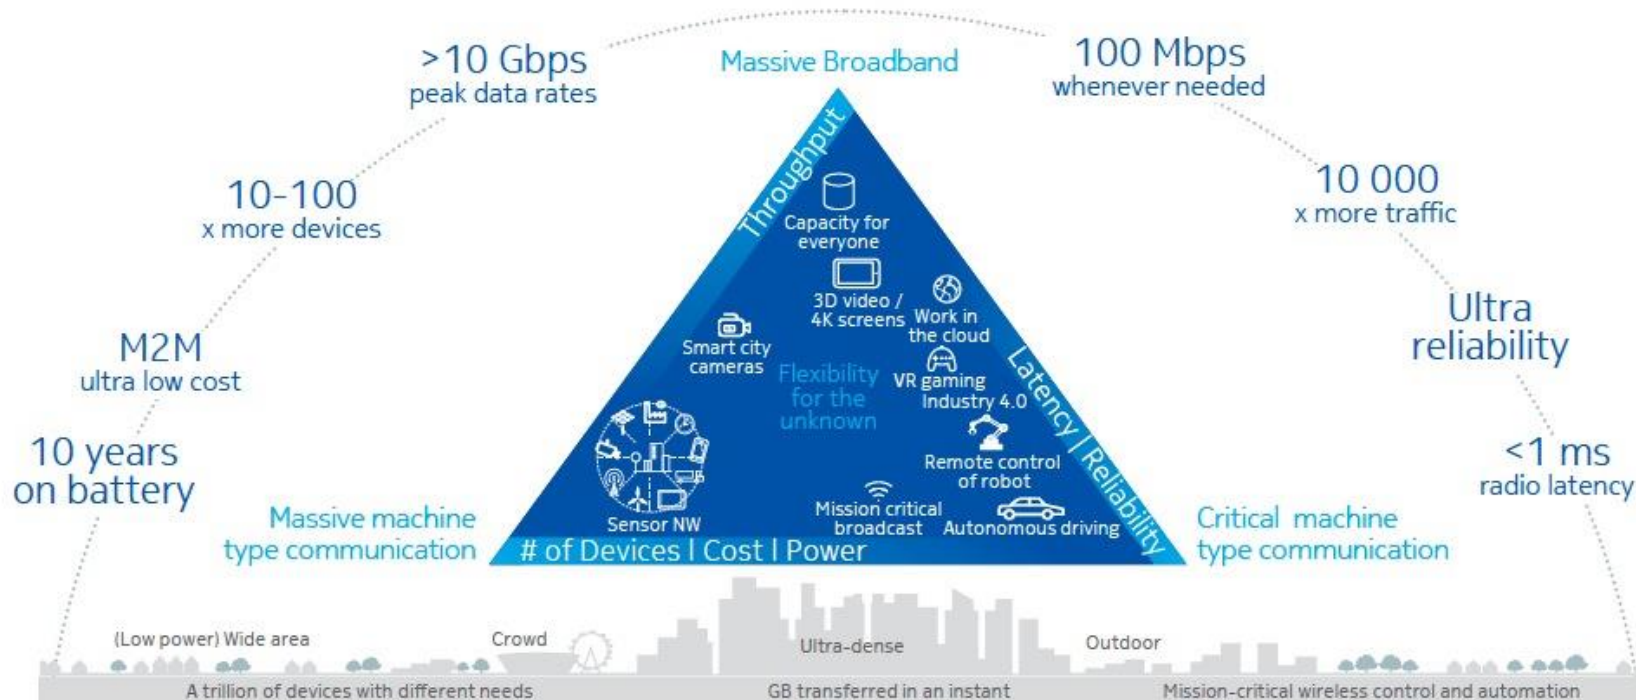 >10 Gbps
peak data rates
Massive Broadband
100 Mbps
whenever needed
10-100
x more devices
10 000
x more traffic
M2M
ultra low cost
Ultra
reliability
10 years
on battery
<1 ms
radio latency
Throughput
Capacity for
everyone
3D video /
4K screens
Work in
the cloud
Smart city
cameras
Flexibility
for the
unknown
VR gaming
Industry 4.0
Latency | Reliability
Remote control
of robot
Sensor NW
Mission critical
broadcast
Autonomous driving
Massive machine
type communication
# of Devices | Cost | Power
Critical machine
type communication
(Low power) Wide area
Crowd
Ultra-dense
Outdoor
A trillion of devices with different needs
GB transferred in an instant
Mission-critical wireless control and automation